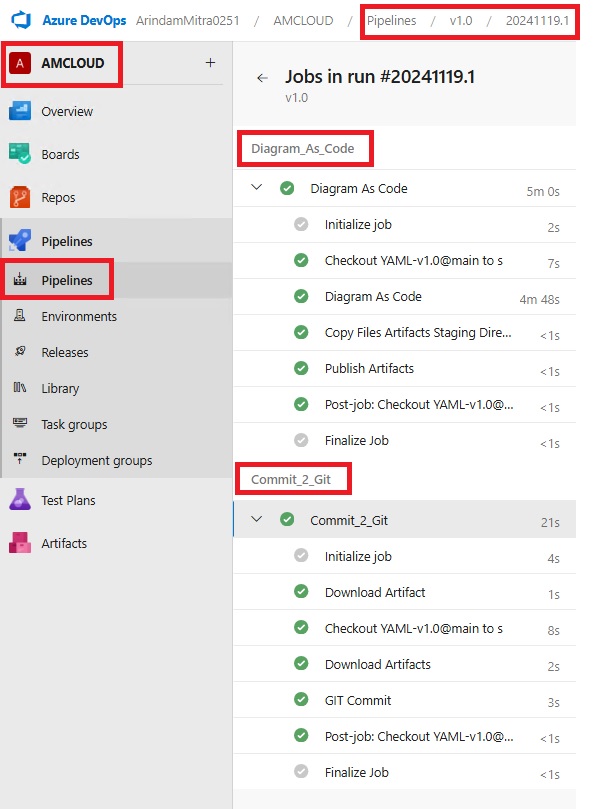 Azure DevOps ArindamMitra0251 / AMCLOUD / Pipelines / v1.0 / 20241119.1
A AMCLOUD +
Overview
Boards
Repos
Pipelines
Pipelines
Environments
Releases
Library
Task groups
Deployment groups
Test Plans
Artifacts
Jobs in run #20241119.1
v1.0
Diagram_As_Code
Diagram As Code 5m 0s
Initialize job 2s
Checkout YAML-v1.0@main to s 7s
Diagram As Code 4m 48s
Copy Files Artifacts Staging Dire... <1s
Publish Artifacts <1s
Post-job: Checkout YAML-v1.0@... <1s
Finalize Job <1s
Commit_2_Git
Commit_2_Git 21s
Initialize job 4s
Download Artifact 1s
Checkout YAML-v1.0@main to s 8s
Download Artifacts 2s
GIT Commit 3s
Post-job: Checkout YAML-v1.0@... <1s
Finalize Job <1s